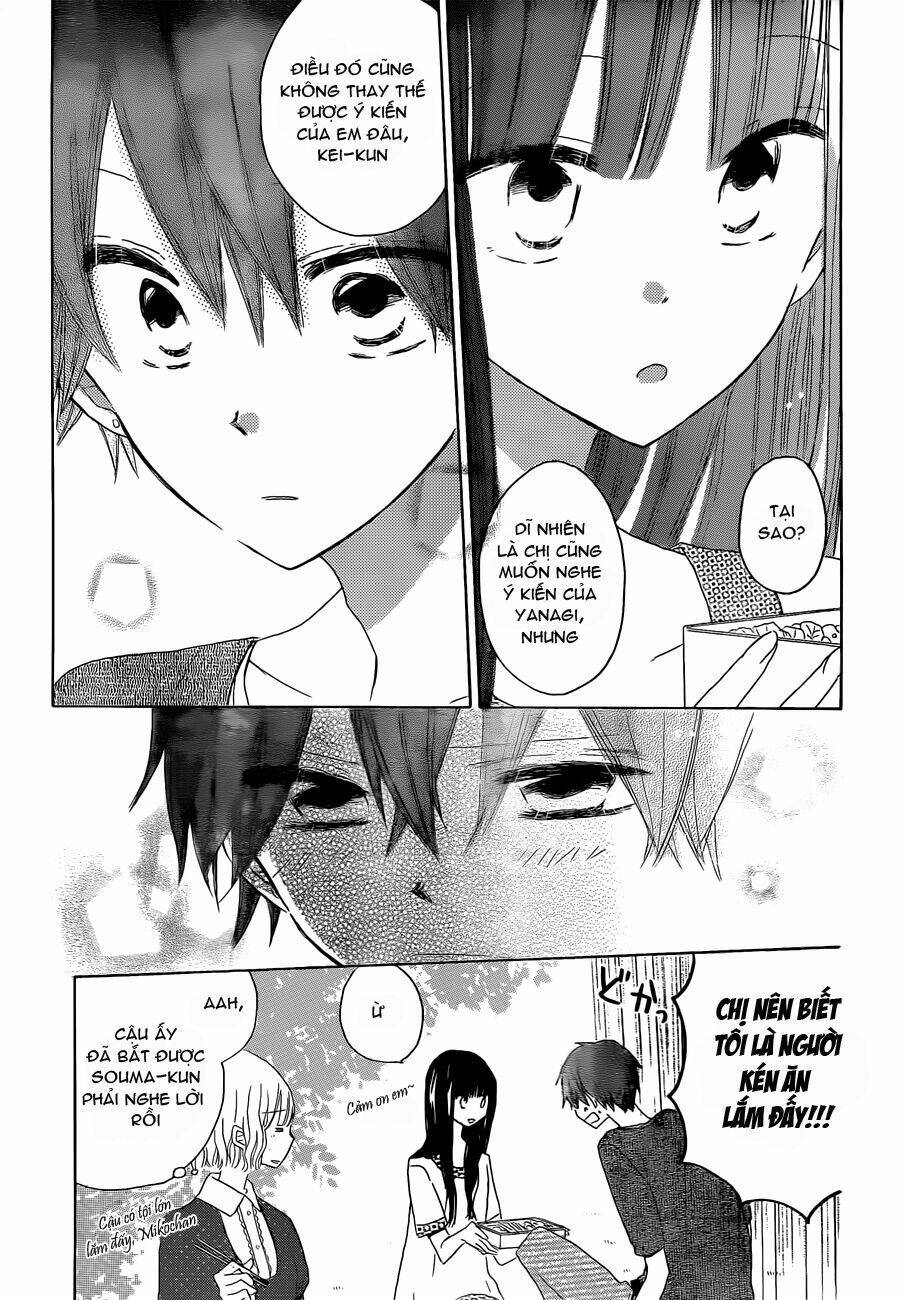 TẠI
SAO?
DĨ NHIÊN
LÀ CHỊ CŨNG
MUỐN NGHE
Ý KIẾN CỦA
YANAGI,
NHƯNG
ĐIỀU ĐÓ CŨNG
KHÔNG THAY THẾ
ĐƯỢC Ý KIẾN
CỦA EM ĐÂU,
KEI-KUN
CHỊ NÊN BIẾT
TÔI LÀ NGƯỜI
KÉN ĂN
LẮM ĐẤY!!!
どかっ
Ừ
Cảm ơn em~
AAH,
CẬU ẤY
ĐÃ BẮT ĐƯỢC
SOUMA-KUN
PHẢI NGHE LỜI
RỒI
Cậu có tội lớn
lắm đấy, Mikochan